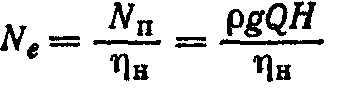 N_e = N_п / η_н = ρgQH / η_н